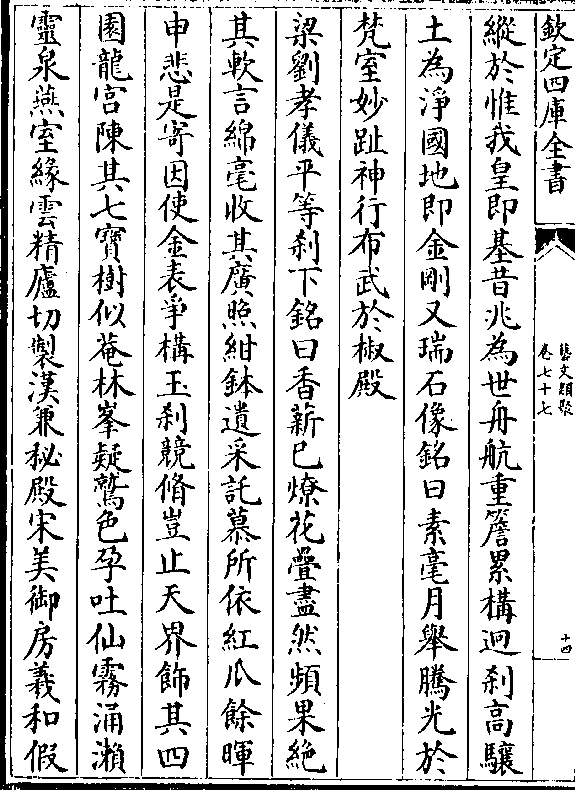 欽定四庫全書
藝文類聚
卷七十七
十四
縱於惟我皇即基昔兆為世舟航重簷累構迥刹高驤
土為淨國地即金剛又瑞石像銘曰素毫月舉騰光於
梵室妙趾神行布武於椒殿
梁劉孝儀平等刹下銘曰香薪已燎花疊盡然頻果絶
其軟言綿毫收其廣照紺鉢遺采託慕所依紅爪餘暉
申悲是寄因使金表爭構玉刹競脩豈止天界飾其四
園龍宮陳其七寶樹似菴林峯疑鷲色孕吐仙霧涌瀨
靈泉燕室緣雲精廬切製漢兼秘殿宋美御房義和假